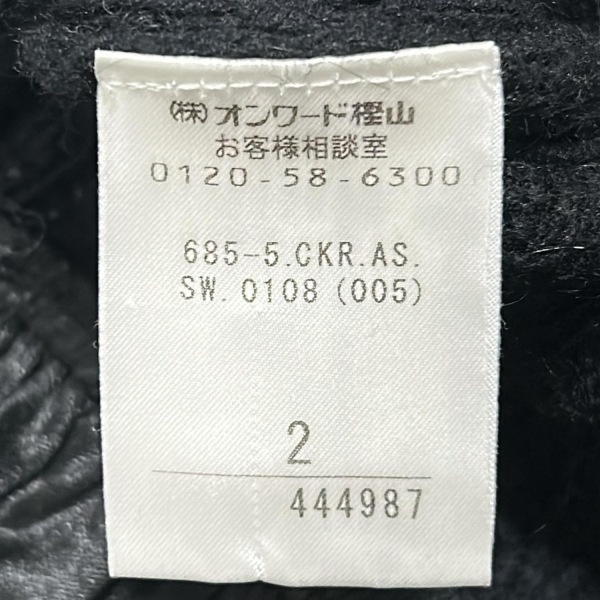 (株)オンワード樫山
お客様相談室
0120-58-6300
685-5.CKR.AS.
SW.0108(005)
2
444987